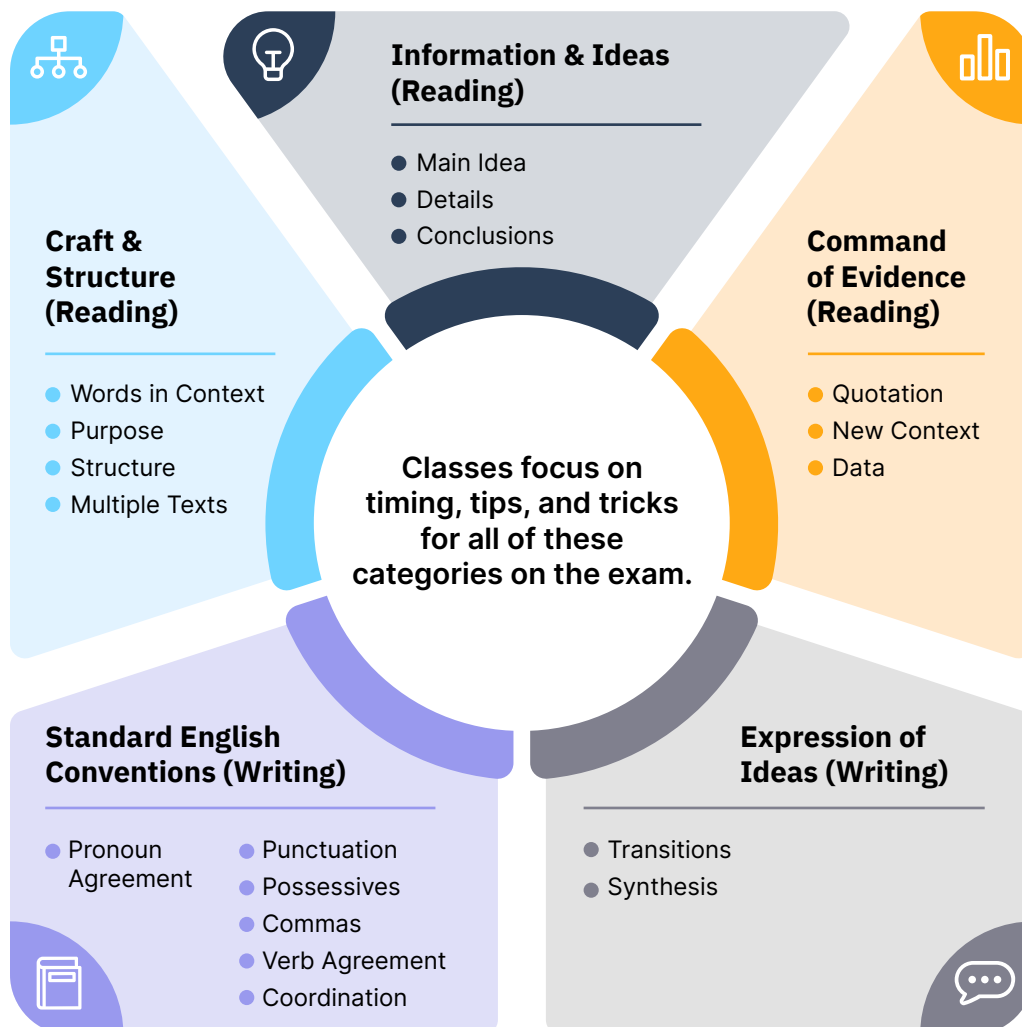 Information & Ideas
(Reading)
Main Idea
Details
Conclusions
Craft &
Structure
(Reading)
Words in Context
Purpose
Structure
Multiple Texts
Command
of Evidence
(Reading)
Quotation
New Context
Data
Classes focus on
timing, tips, and tricks
for all of these
categories on the exam.
Standard English
Conventions (Writing)
Pronoun
Agreement
Punctuation
Possessives
Commas
Verb Agreement
Coordination
Expression of
Ideas (Writing)
Transitions
Synthesis